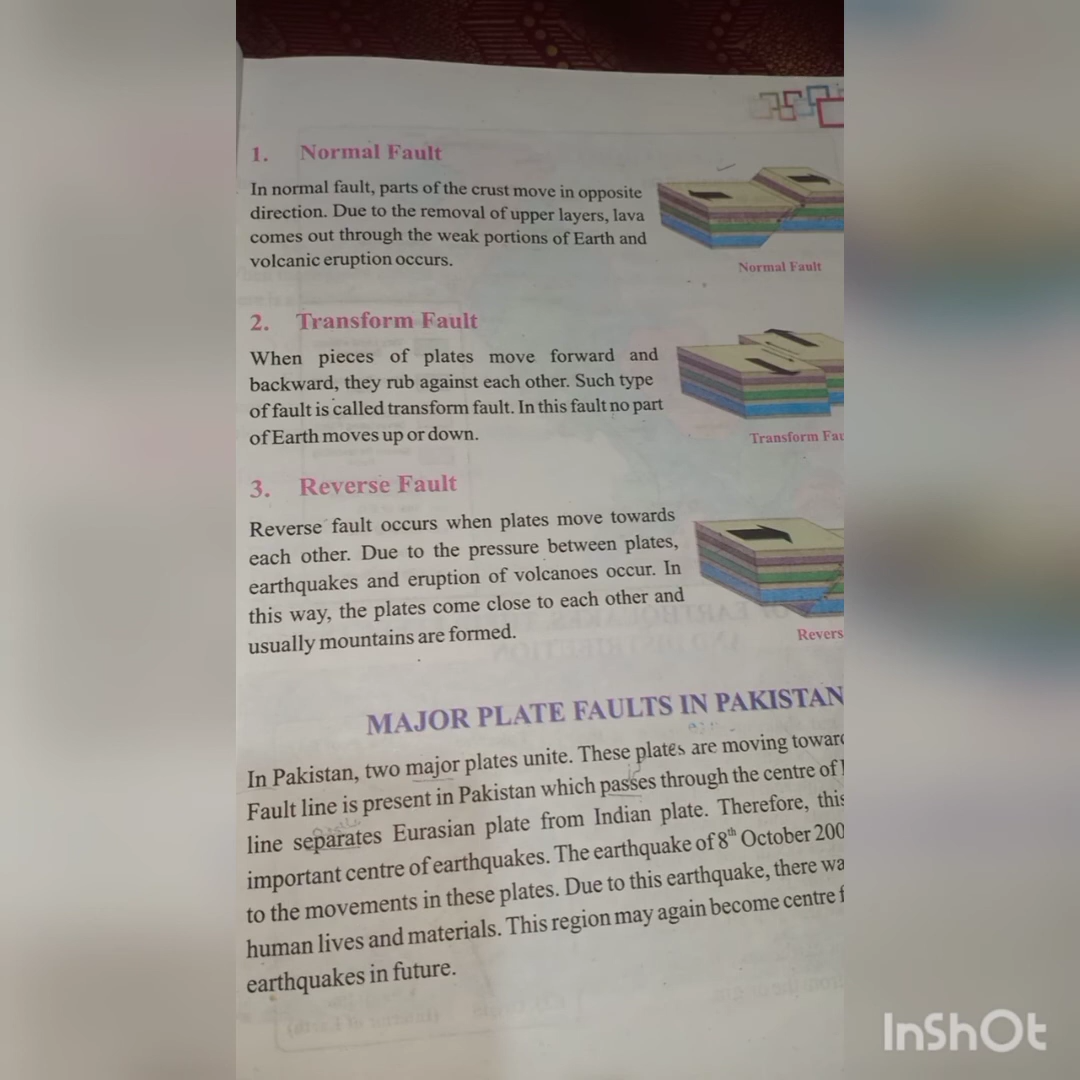 1. Normal Fault
In normal fault, parts of the crust move in opposite
direction. Due to the removal of upper layers, lava
comes out through the weak portions of Earth and
volcanic eruption occurs.
Normal Fault
2. Transform Fault
When pieces of plates move forward and
backward, they rub against each other. Such type
of fault is called transform fault. In this fault no part
of Earth moves up or down.
Transform Fau
3. Reverse Fault
Reverse fault occurs when plates move towards
each other. Due to the pressure between plates,
earthquakes and eruption of volcanoes occur. In
this way, the plates come close to each other and
usually mountains are formed.
Revers
MAJOR PLATE FAULTS IN PAKISTAN
In Pakistan, two major plates unite. These plates are moving toward
Fault line is present in Pakistan which passes through the centre of
line separates Eurasian plate from Indian plate. Therefore, this
important centre of earthquakes. The earthquake of 8th October 200
to the movements in these plates. Due to this earthquake, there wa
human lives and materials. This region may again become centre f
earthquakes in future.
InShOt